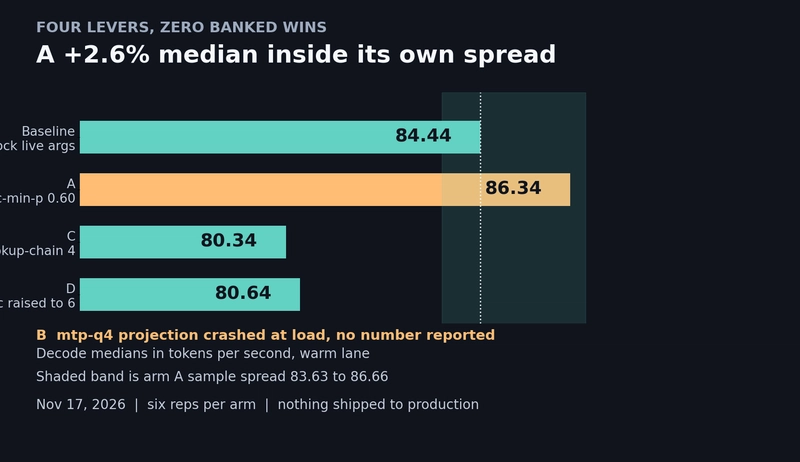 FOUR LEVERS, ZERO BANKED WINS
A +2.6% median inside its own spread
Baseline
live args
84.44
A
0.60
86.34
C
4
80.34
D
raised to 6
80.64
B mtp-q4 projection crashed at load, no number reported
Decode medians in tokens per second, warm lane
Shaded band is arm A sample spread 83.63 to 86.66
Nov 17, 2026 | six reps per arm | nothing shipped to production